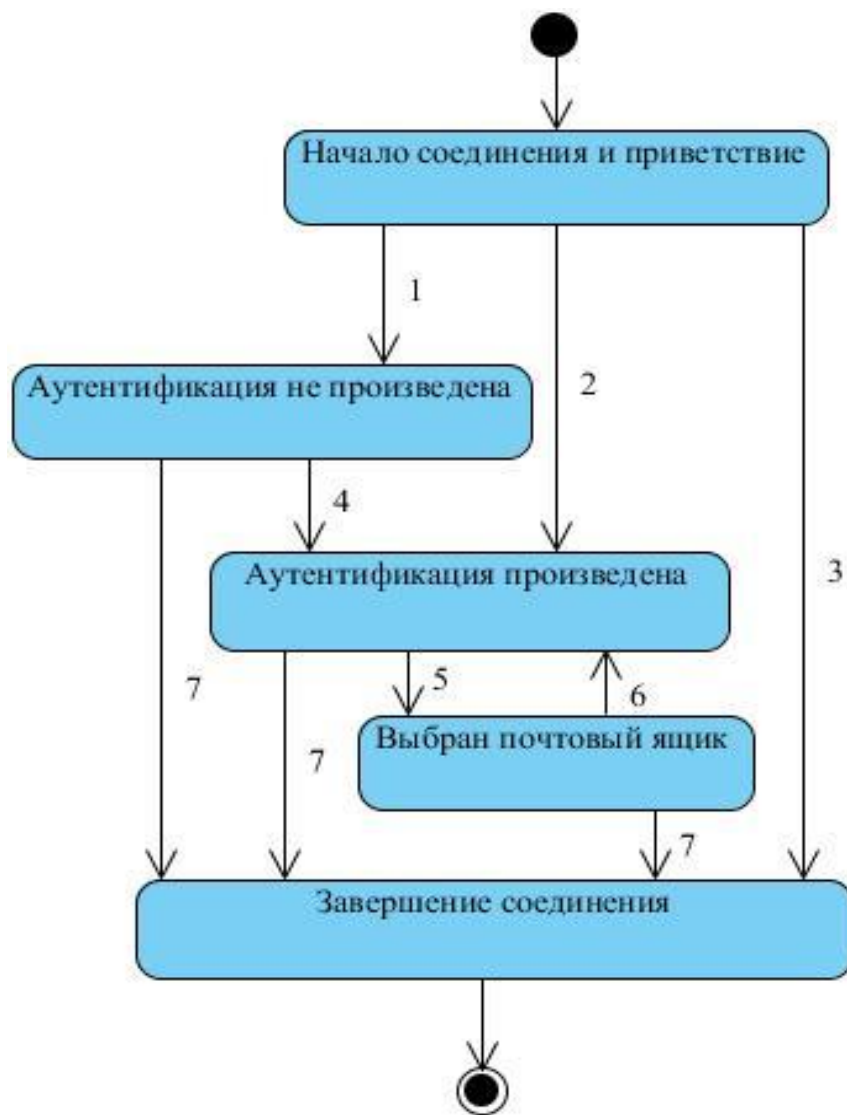 Начало соединения и приветствие
1
Аутентификация не произведена
2
4
Аутентификация произведена
3
7
5
6
Выбран почтовый ящик
7
7
Завершение соединения